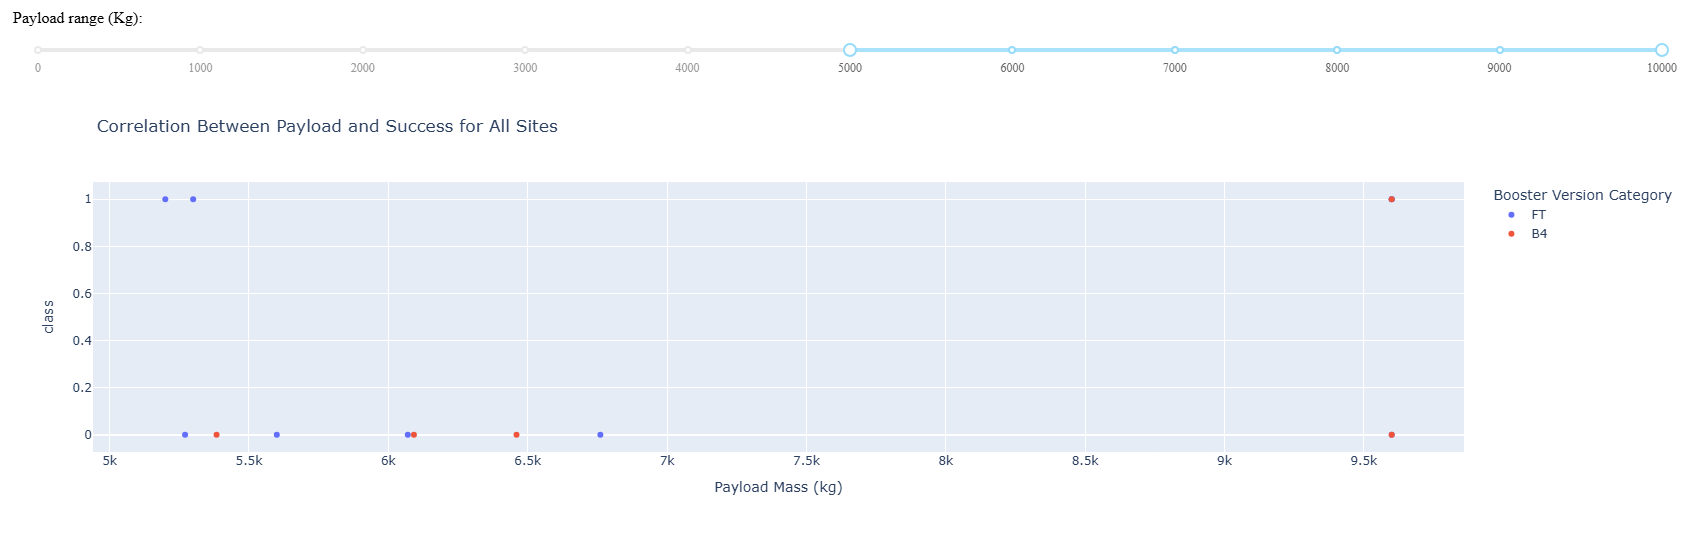 Payload range (Kg):
0 1000 2000 3000 4000 5000 6000 7000 8000 9000 10000
Correlation Between Payload and Success for All Sites
Booster Version Category
FT
B4
class
1
0.8
0.6
0.4
0.2
0
5k 5.5k 6k 6.5k 7k 7.5k 8k 8.5k 9k 9.5k
Payload Mass (kg)